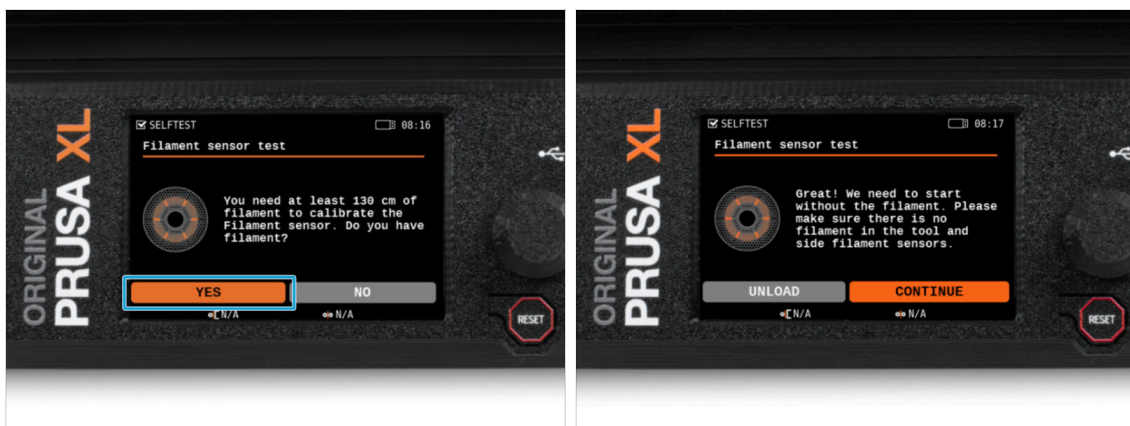 ORIGINAL
PRUSA XL
SELFTEST
08:16
Filament sensor test
You need at least 130 cm of
filament to calibrate the
Filament sensor. Do you have
filament?
YES
NO
N/A
N/A
RESET
ORIGINAL
PRUSA XL
SELFTEST
08:17
Filament sensor test
Great! We need to start
without the filament. Please
make sure there is no
filament in the tool and
side filament sensors.
UNLOAD
CONTINUE
N/A
N/A
RESET